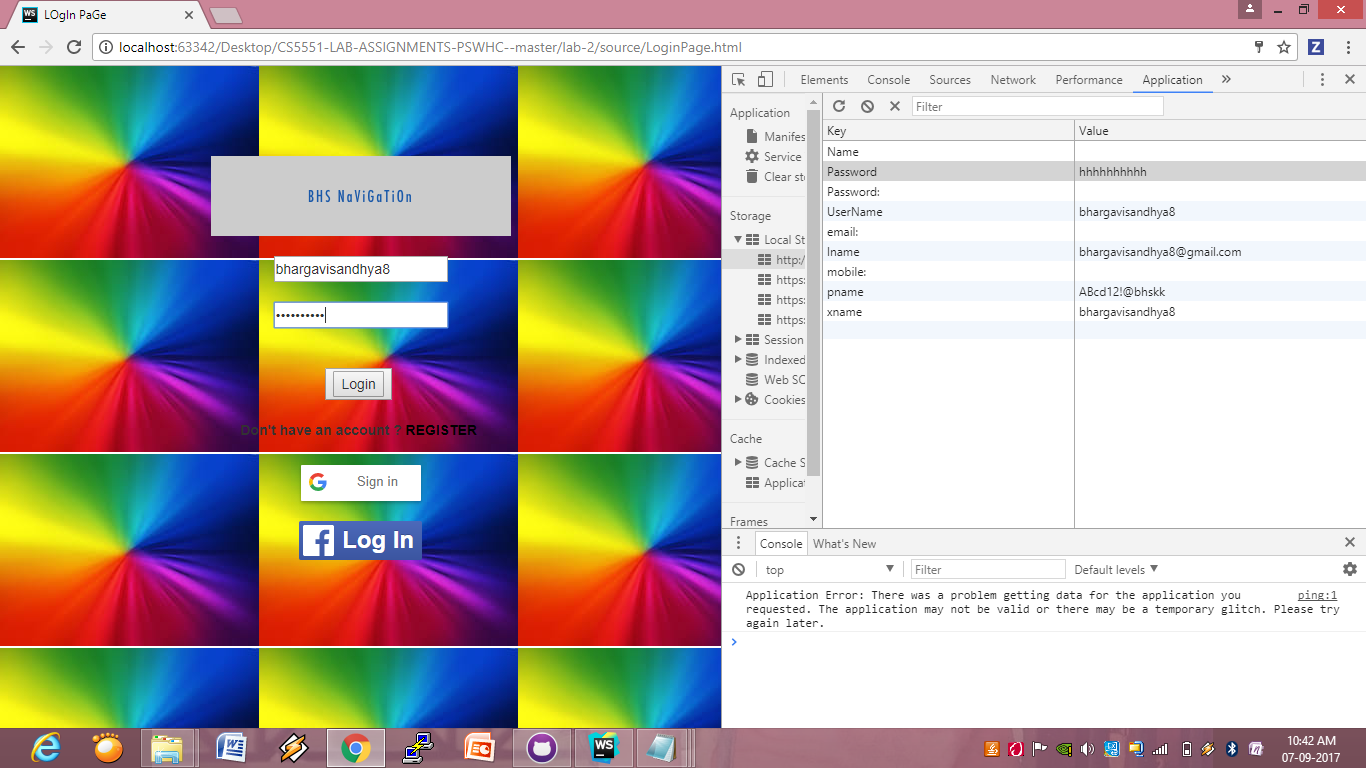 LOgIn PaGe
localhost:63342/Desktop/CS5551-LAB-ASSIGNMENTS-PSWHC--master/lab-2/source/LoginPage.html
BHS NaViGaTiOn
bhargavisandhya8
••••••••••
Login
Don't have an account ? REGISTER
Sign in
Log In
Elements Console Sources Network Performance Application »
Application
Manifes
Service
Clear st
Storage
Local St
http:/
https:
https:
https:
Session
Indexed
Web SC
Cookies
Cache
Cache S
Applica
Frames
Filter
Key Value
Name
Password hhhhhhhhhh
Password:
UserName bhargavisandhya8
email:
lname bhargavisandhya8@gmail.com
mobile:
pname ABcd12!@bhskk
xname bhargavisandhya8
Console What's New
top Filter Default levels
Application Error: There was a problem getting data for the application you ping:1
requested. The application may not be valid or there may be a temporary glitch. Please try
again later.
10:42 AM
07-09-2017